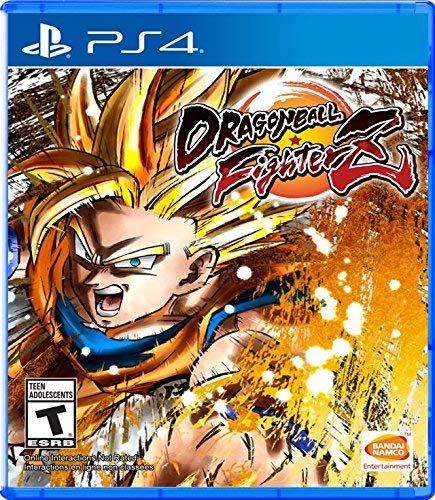 PS4
DRAGONBALL
FighterZ
TEEN
ADOLESCENTS
T
ESRB
Online Interactions Not Rated
Interactions en ligne non classées
BANDAI
NAMCO
Entertainment